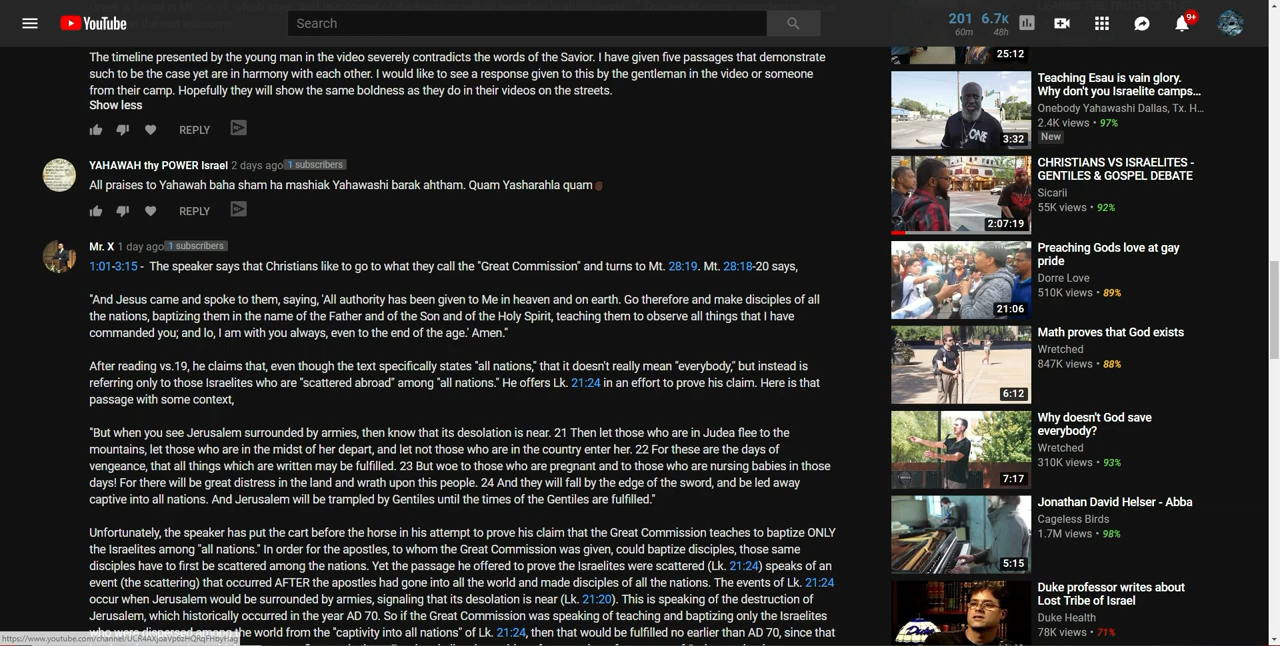 YouTube
Search
201 60m
6.7K 48h
9+
The timeline presented by the young man in the video severely contradicts the words of the Savior. I have given five passages that demonstrate
such to be the case yet are in harmony with each other. I would like to see a response given to this by the gentleman in the video or someone
from their camp. Hopefully they will show the same boldness as they do in their videos on the streets.
Show less
REPLY
YAHAWAH thy POWER Israel 2 days ago 1 subscribers
All praises to Yahawah baha sham ha mashiak Yahawashi barak ahtham. Quam Yasharahla quam
REPLY
Mr. X 1 day ago 1 subscribers
1:01-3:15 - The speaker says that Christians like to go to what they call the "Great Commission" and turns to Mt. 28:19. Mt. 28:18-20 says,
"And Jesus came and spoke to them, saying, 'All authority has been given to Me in heaven and on earth. Go therefore and make disciples of all
the nations, baptizing them in the name of the Father and of the Son and of the Holy Spirit, teaching them to observe all things that I have
commanded you; and lo, I am with you always, even to the end of the age.' Amen."
After reading vs.19, he claims that, even though the text specifically states "all nations," that it doesn't really mean "everybody," but instead is
referring only to those Israelites who are "scattered abroad" among "all nations." He offers Lk. 21:24 in an effort to prove his claim. Here is that
passage with some context,
"But when you see Jerusalem surrounded by armies, then know that its desolation is near. 21 Then let those who are in Judea flee to the
mountains, let those who are in the midst of her depart, and let not those who are in the country enter her. 22 For these are the days of
vengeance, that all things which are written may be fulfilled. 23 But woe to those who are pregnant and to those who are nursing babies in those
days! For there will be great distress in the land and wrath upon this people. 24 And they will fall by the edge of the sword, and be led away
captive into all nations. And Jerusalem will be trampled by Gentiles until the times of the Gentiles are fulfilled."
Unfortunately, the speaker has put the cart before the horse in his attempt to prove his claim that the Great Commission teaches to baptize ONLY
the Israelites among "all nations." In order for the apostles, to whom the Great Commission was given, could baptize disciples, those same
disciples have to first be scattered among the nations. Yet the passage he offered to prove the Israelites were scattered (Lk. 21:24) speaks of an
event (the scattering) that occurred AFTER the apostles had gone into all the world and made disciples of all the nations. The events of Lk. 21:24
occur when Jerusalem would be surrounded by armies, signaling that its desolation is near (Lk. 21:20). This is speaking of the destruction of
Jerusalem, which historically occurred in the year AD 70. So if the Great Commission was speaking of teaching and baptizing only the Israelites
who were dispersed among the world from the "captivity into all nations" of Lk. 21:24, then that would be fulfilled no earlier than AD 70, since that
25:12
Teaching Esau is vain glory.
Why don't you Israelite camps...
Onebody Yahawashi Dallas, Tx. H...
2.4K views • 97%
New
3:32
CHRISTIANS VS ISRAELITES -
GENTILES & GOSPEL DEBATE
Sicarii
55K views • 92%
2:07:19
Preaching Gods love at gay
pride
Dorre Love
510K views • 89%
21:06
Math proves that God exists
Wretched
847K views • 88%
6:12
Why doesn't God save
everybody?
Wretched
310K views • 93%
7:17
Jonathan David Helser - Abba
Cageless Birds
1.7M views • 98%
5:15
Duke professor writes about
Lost Tribe of Israel
Duke Health
78K views • 71%